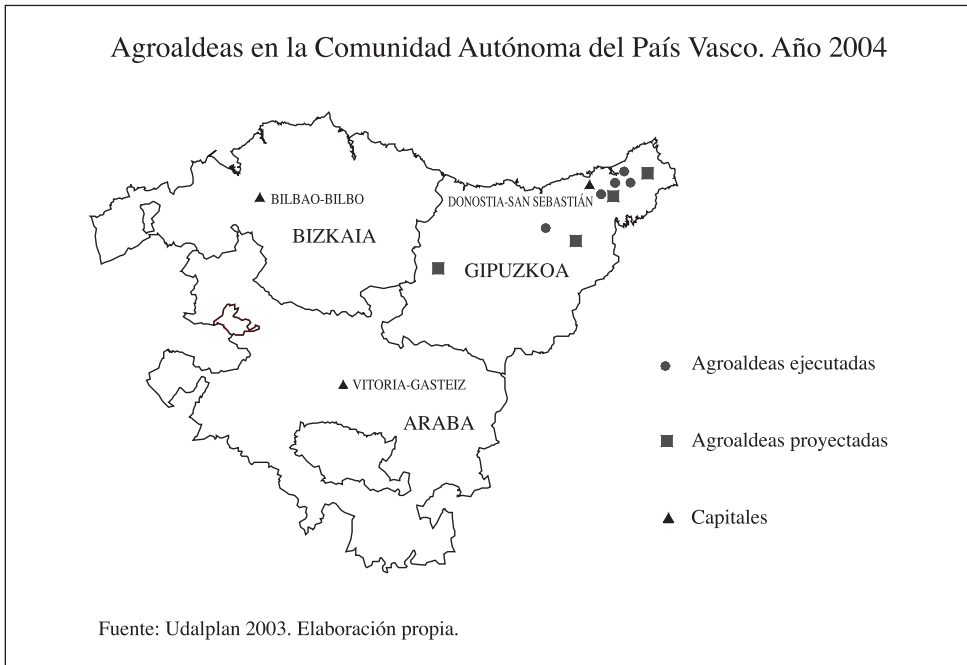 Agroaldeas en la Comunidad Autónoma del País Vasco. Año 2004
BILBAO-BILBO
DONOSTIA-SAN SEBASTIÁN
BIZKAIA
GIPUZKOA
Agroaldeas ejecutadas
VITORIA-GASTEIZ
ARABA
Agroaldeas proyectadas
Capitales
Fuente: Udalplan 2003. Elaboración propia.